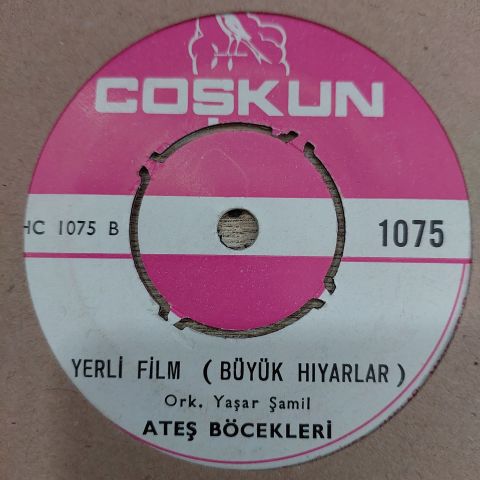 COŞKUN
HC 1075 B
1075
YERLİ FİLM ( BÜYÜK HIYARLAR )
Ork. Yaşar Şamil
ATEŞ BÖCEKLERİ